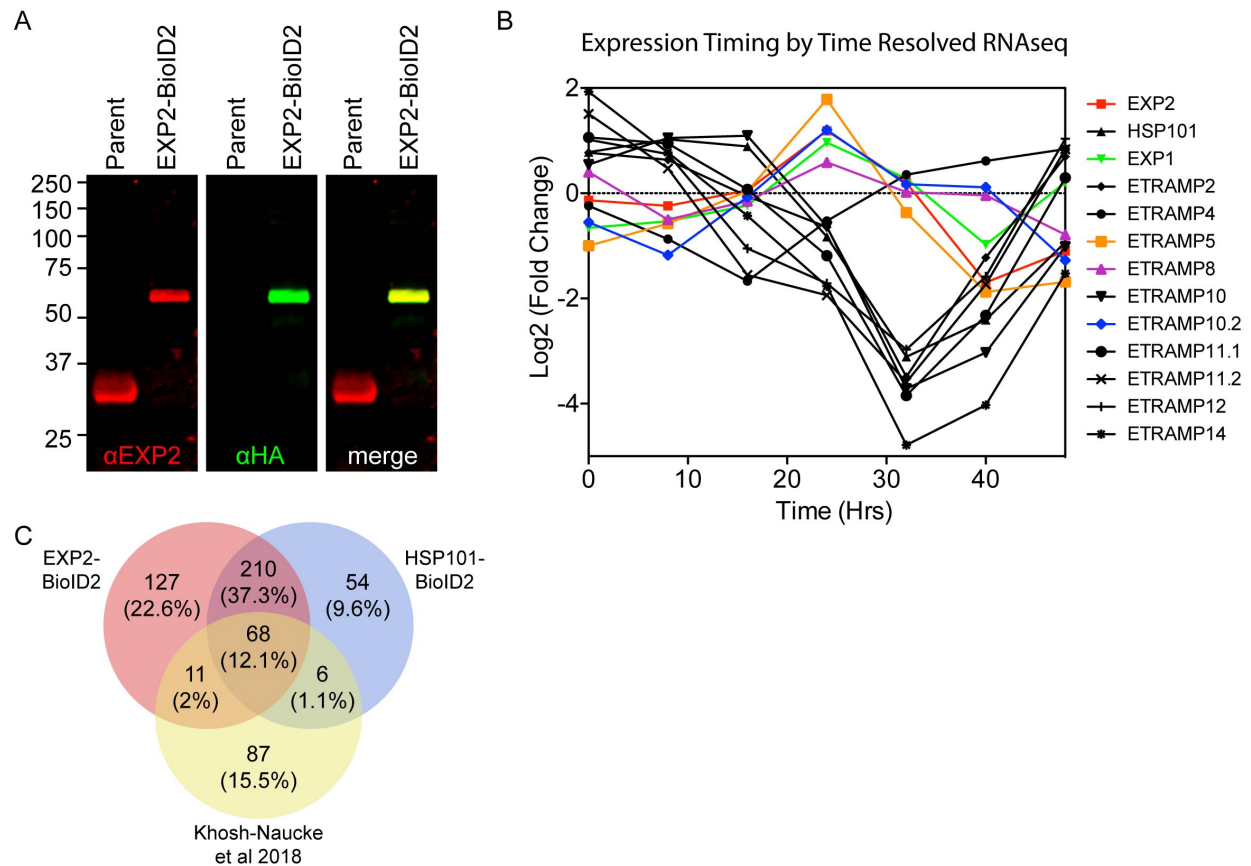 A
Parent
EXP2-BioID2
Parent
EXP2-BioID2
Parent
EXP2-BioID2
250
150
100
75
50
37
25
αEXP2
αHA
merge
B
Expression Timing by Time Resolved RNAseq
Log2 (Fold Change)
2
0
-2
-4
0
10
20
30
40
Time (Hrs)
EXP2
HSP101
EXP1
ETRAMP2
ETRAMP4
ETRAMP5
ETRAMP8
ETRAMP10
ETRAMP10.2
ETRAMP11.1
ETRAMP11.2
ETRAMP12
ETRAMP14
C
EXP2-
BioID2
HSP101-
BioID2
127
(22.6%)
210
(37.3%)
54
(9.6%)
68
(12.1%)
11
(2%)
6
(1.1%)
87
(15.5%)
Khosh-Naucke
et al 2018